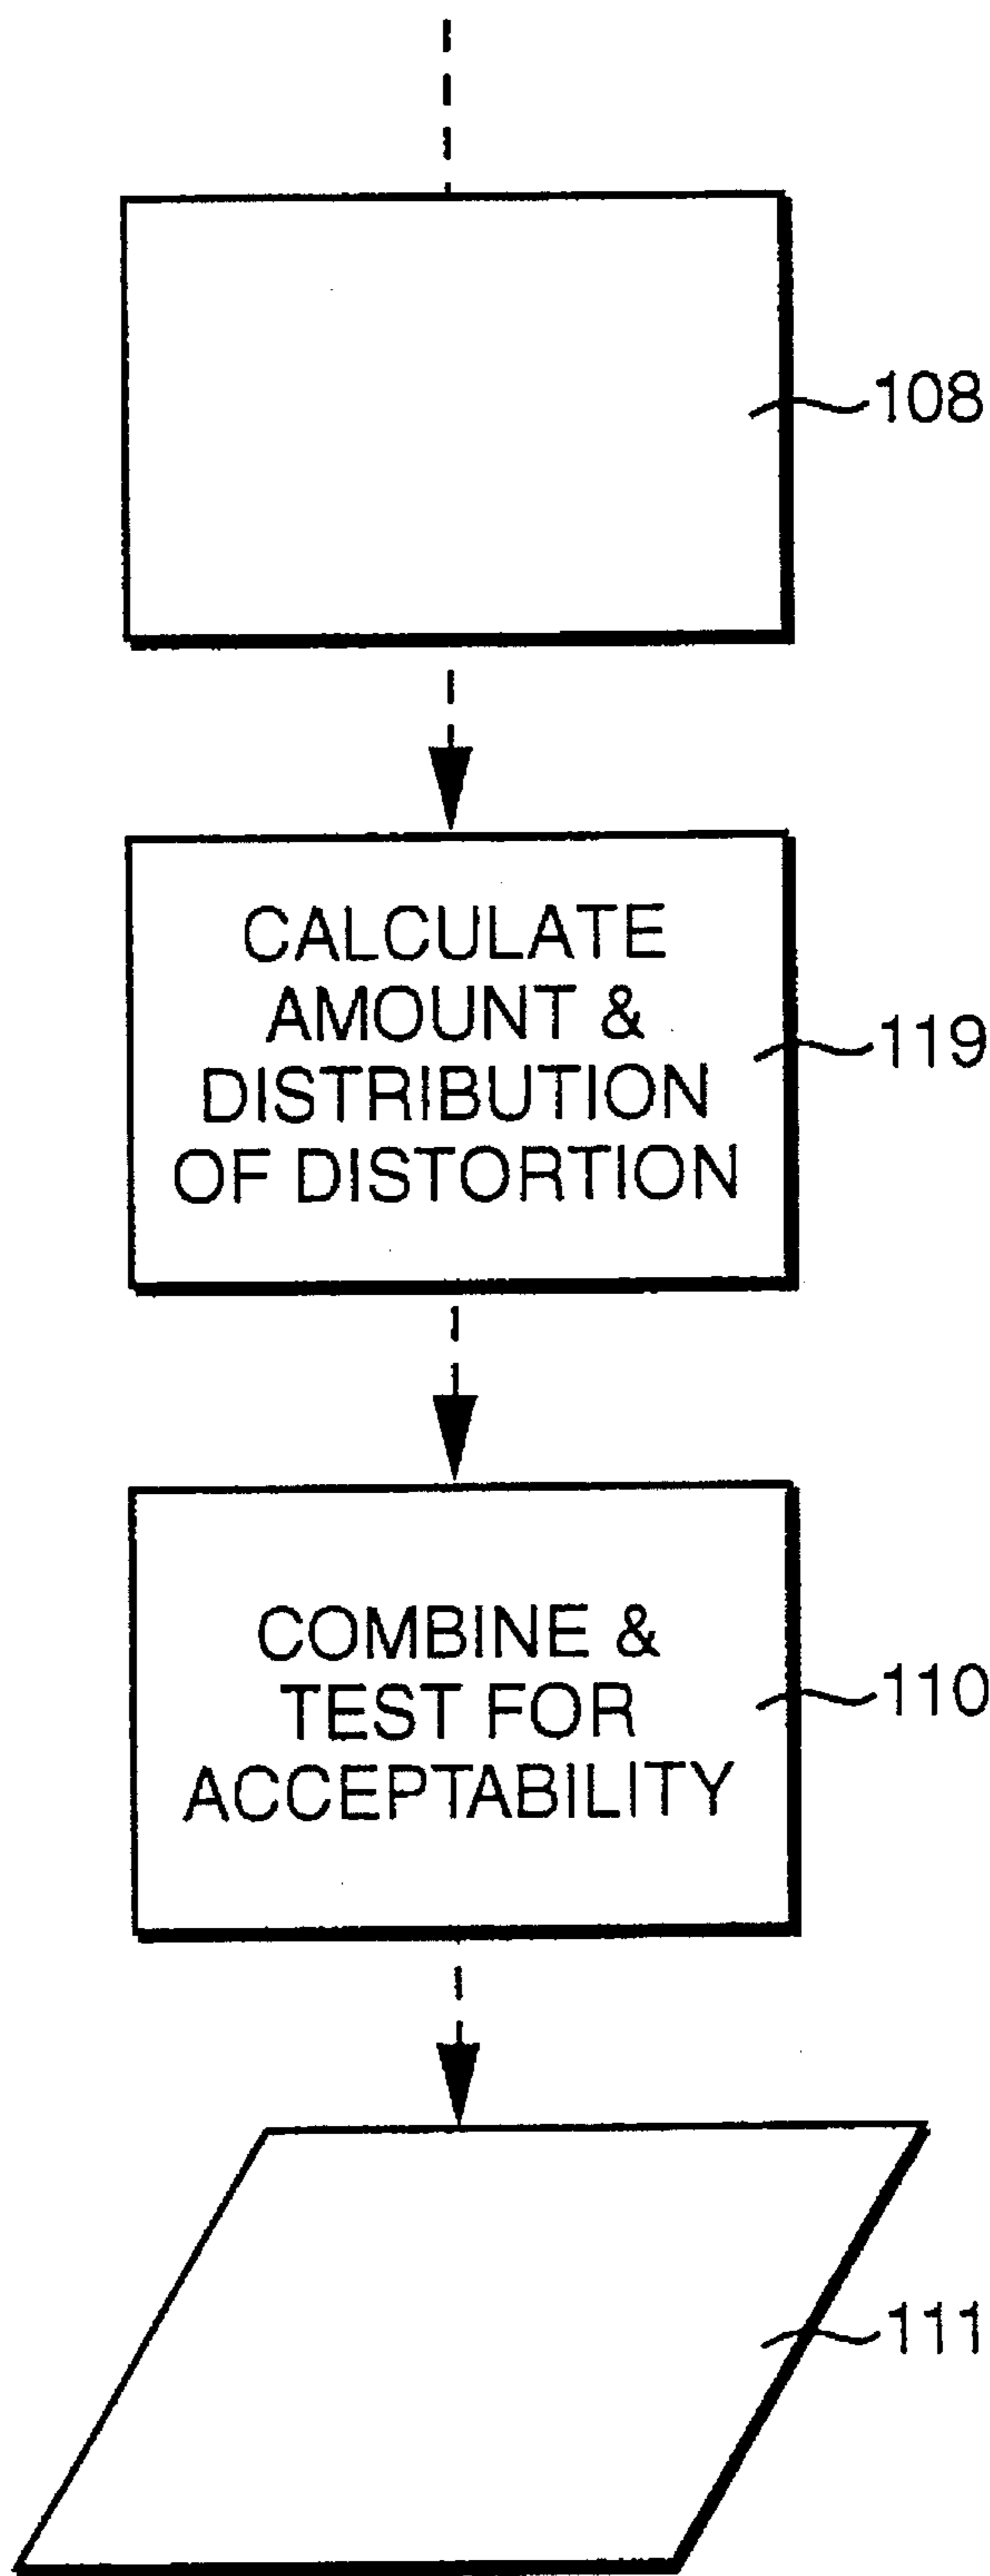 108
CALCULATE
AMOUNT &
DISTRIBUTION
OF DISTORTION
119
COMBINE &
TEST FOR
ACCEPTABILITY
110
111